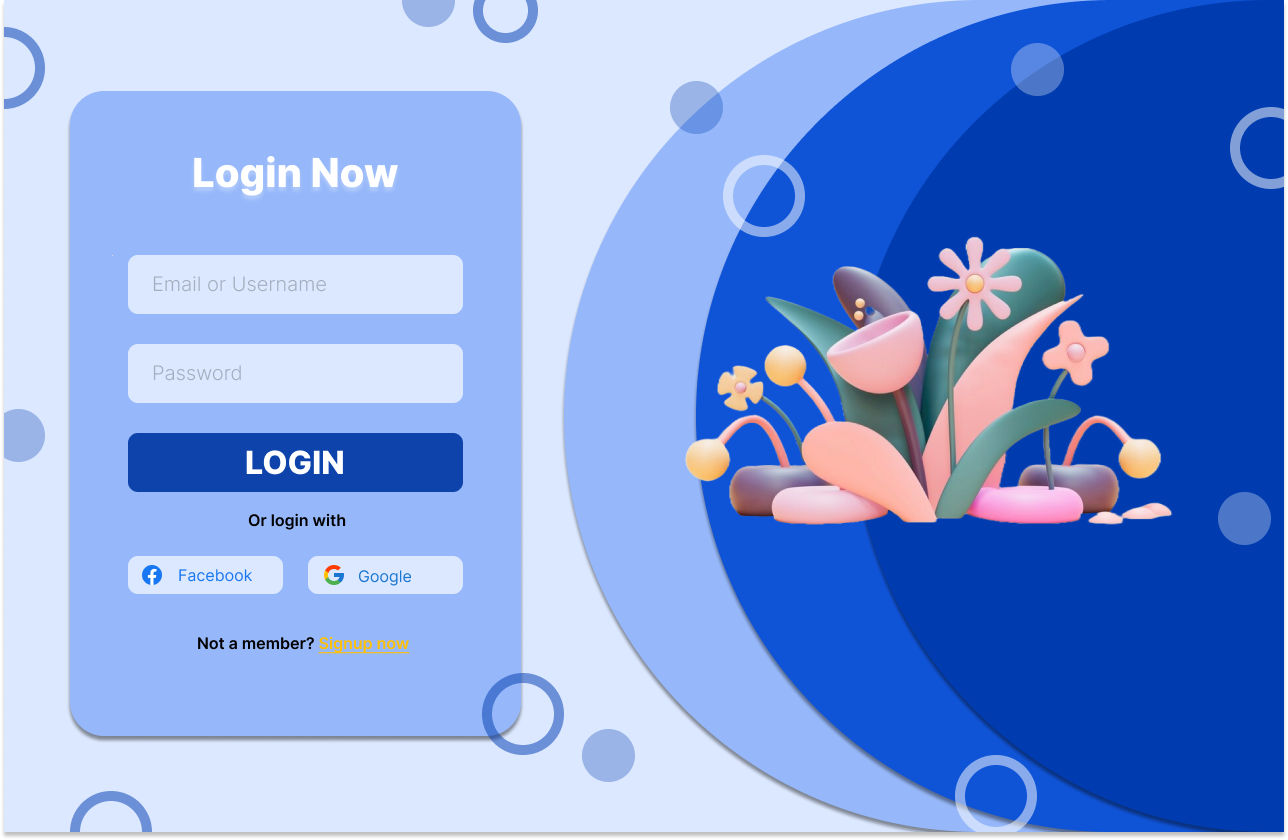 Login Now
Email or Username
Password
LOGIN
Or login with
Facebook Google
Not a member? Signup now